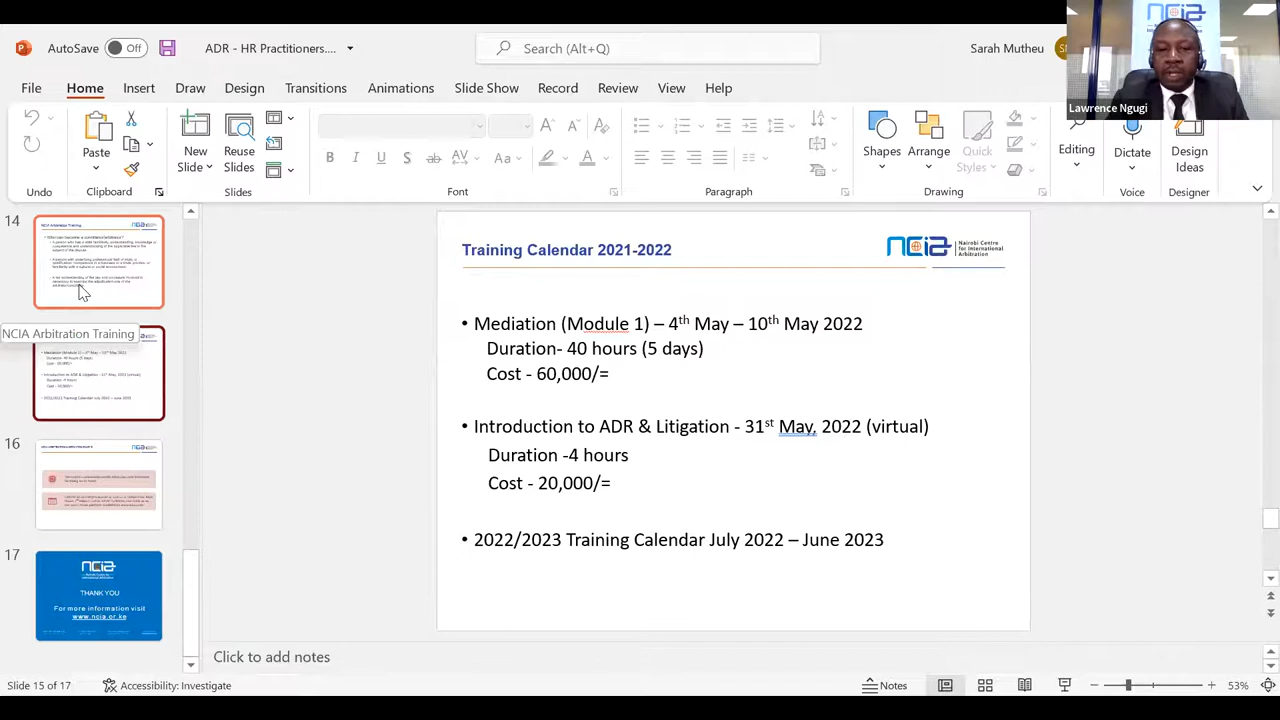 AutoSave
Off
ADR - HR Practitioners....
Search (Alt+Q)
Sarah Mutheu
ncia
Lawrence Ngugi
File
Home
Insert
Draw
Design
Transitions
Animations
Slide Show
Record
Review
View
Help
Paste
New
Slide
Reuse
Slides
Shapes
Arrange
Quick
Styles
Editing
Dictate
Design
Ideas
Undo
Clipboard
Slides
Font
Paragraph
Drawing
Voice
Designer
14
NCIA Arbitration Training
16
17
ncia
THANK YOU
For more information visit
www.ncia.or.ke
Training Calendar 2021-2022
ncia
Nairobi Centre
for International
Arbitration
• Mediation (Module 1) – 4th May – 10th May 2022
Duration- 40 hours (5 days)
Cost - 60,000/=
• Introduction to ADR & Litigation - 31st May, 2022 (virtual)
Duration -4 hours
Cost - 20,000/=
• 2022/2023 Training Calendar July 2022 – June 2023
Click to add notes
Slide 15 of 17
Accessibility: Investigate
Notes
53%